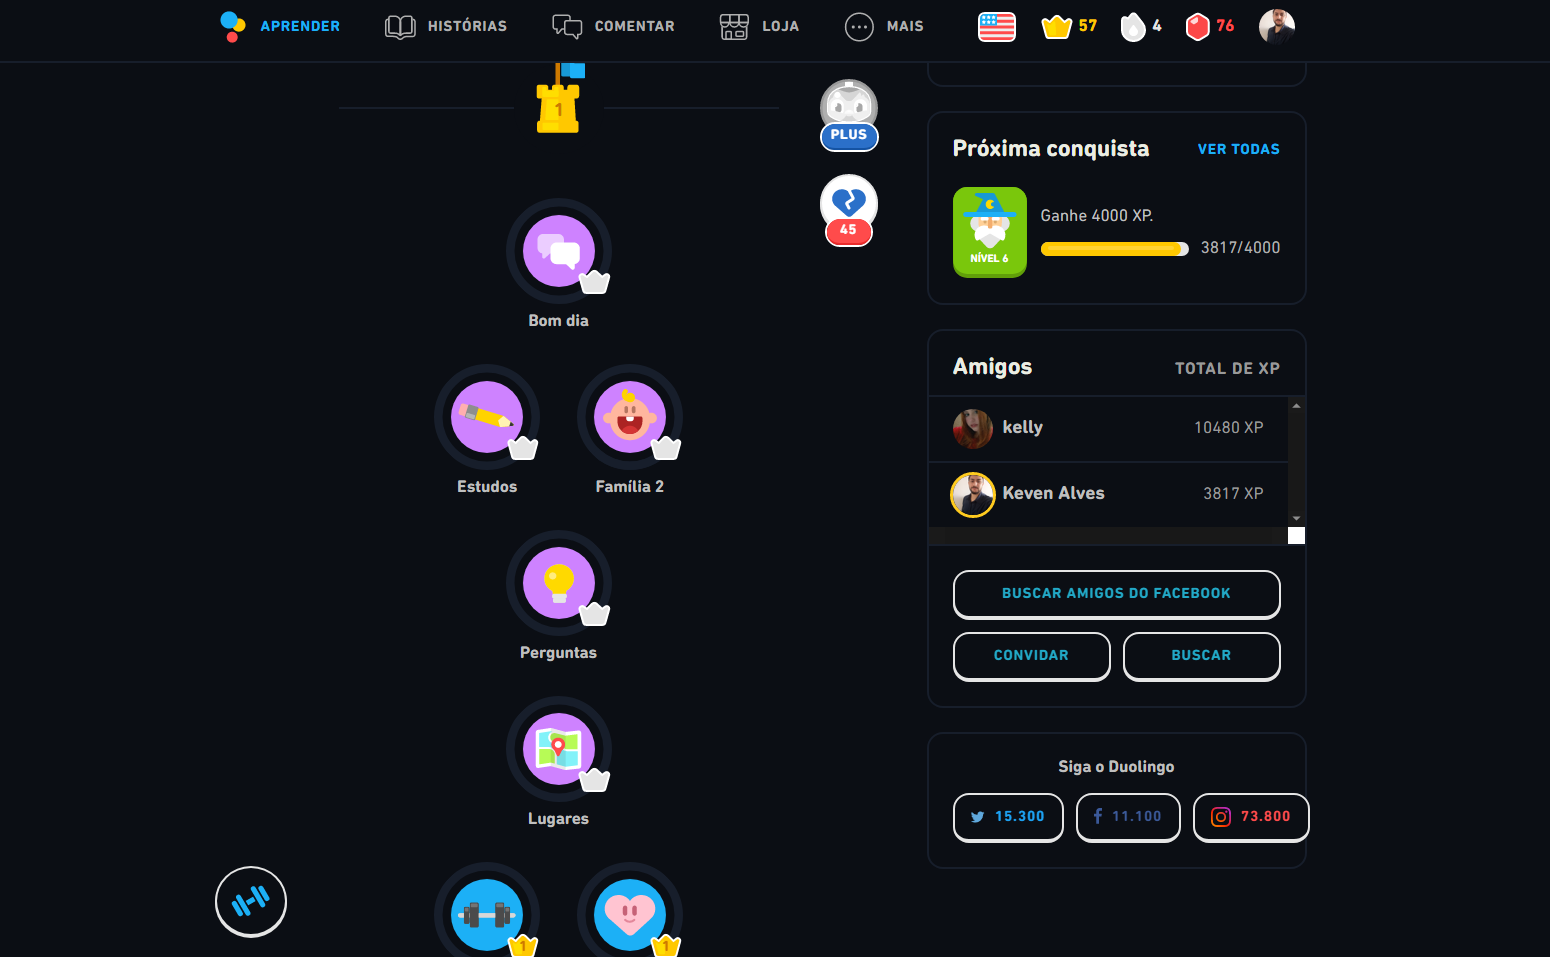 APRENDER
HISTÓRIAS
COMENTAR
LOJA
MAIS
57
4
76
1
PLUS
45
Bom dia
Estudos
Família 2
Perguntas
Lugares
1
1
Próxima conquista
VER TODAS
NÍVEL 6
Ganhe 4000 XP.
3817/4000
Amigos
TOTAL DE XP
kelly
10480 XP
Keven Alves
3817 XP
BUSCAR AMIGOS DO FACEBOOK
CONVIDAR
BUSCAR
Siga o Duolingo
15.300
11.100
73.800